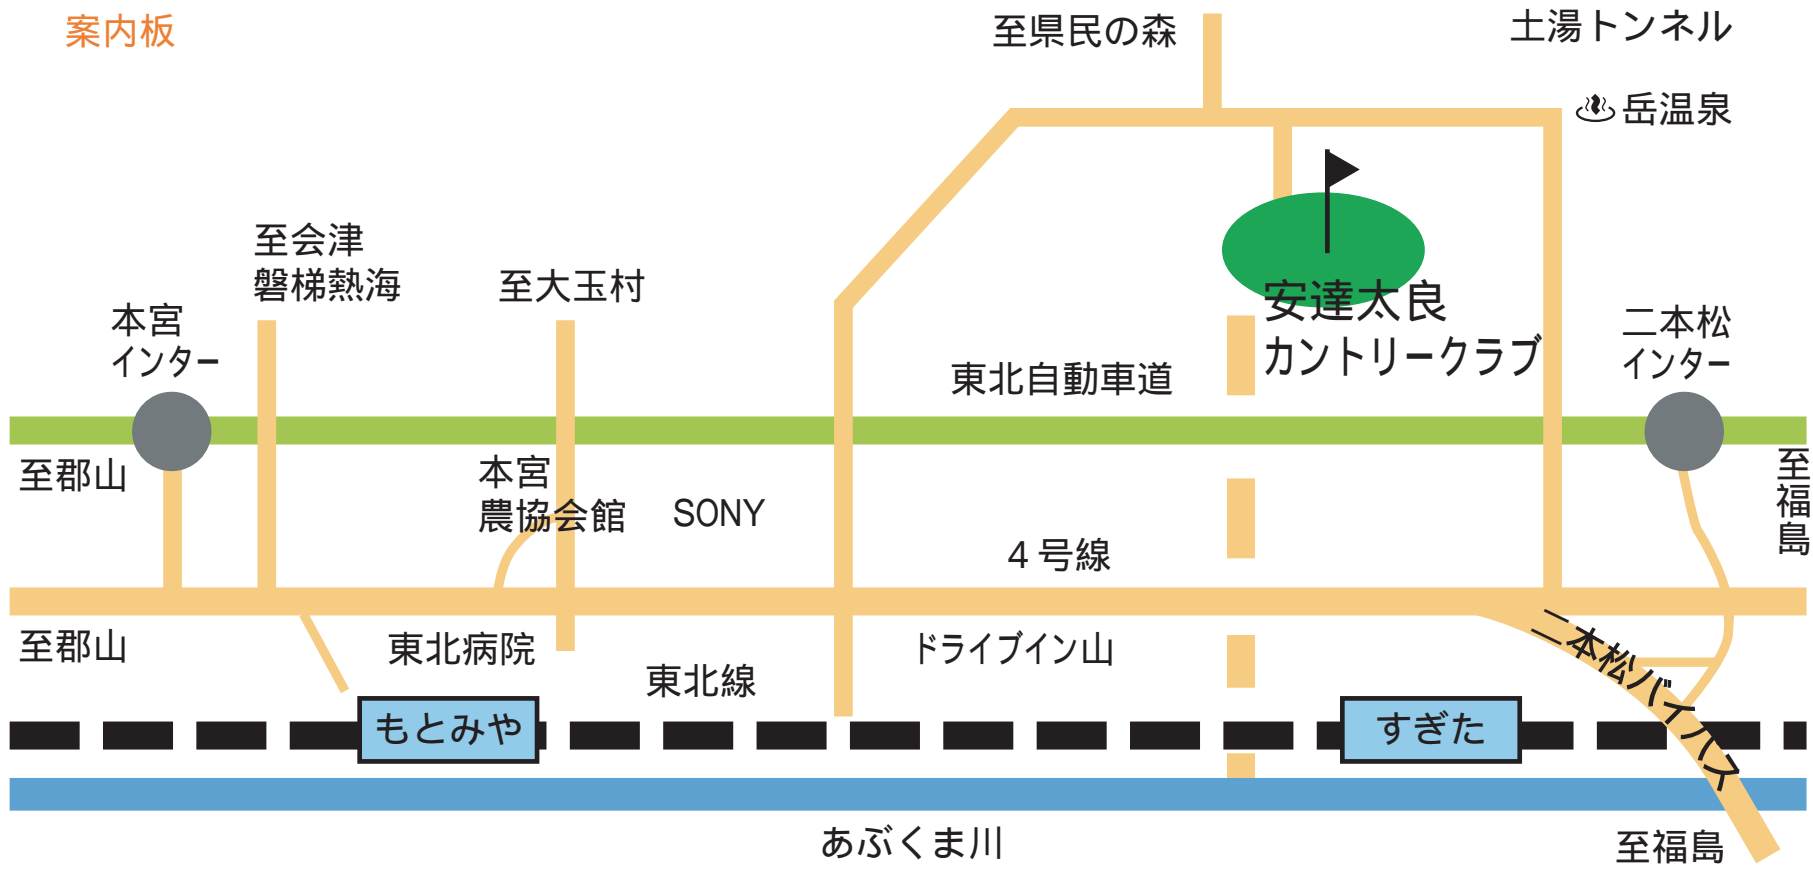 案内板
至県民の森
土湯トンネル
岳温泉
至会津
磐梯熱海
至大玉村
本宮
インター
安達太良
カントリークラブ
二本松
インター
東北自動車道
至郡山
本宮
農協会館
SONY
至福島
4号線
至郡山
東北病院
東北線
ドライブイン山
二本松バイパス
もとみや
すぎた
あぶくま川
至福島